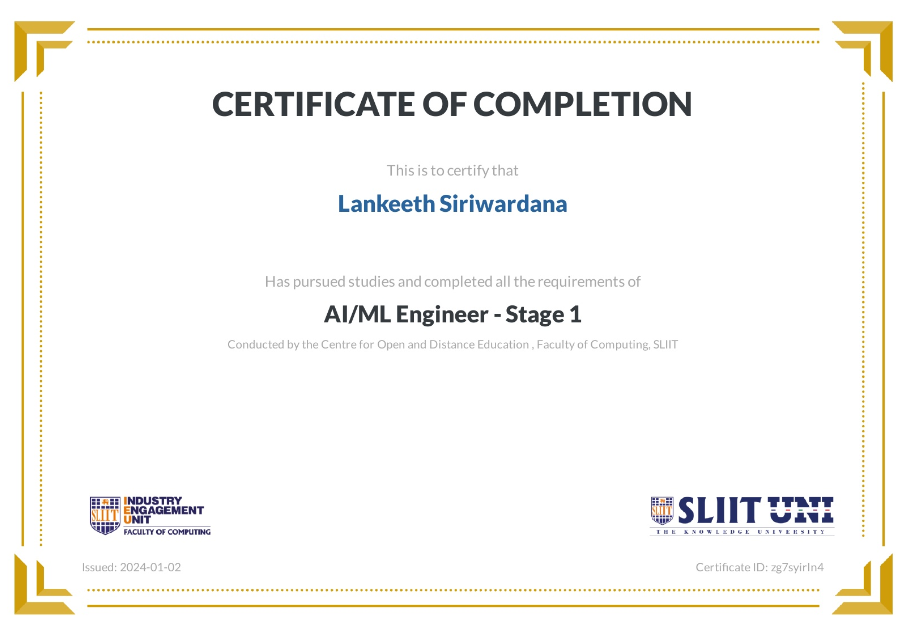 CERTIFICATE OF COMPLETION
This is to certify that
Lankeeth Siriwardana
Has pursued studies and completed all the requirements of
AI/ML Engineer - Stage 1
Conducted by the Centre for Open and Distance Education , Faculty of Computing, SLIIT
SLIIT
INDUSTRY
ENGAGEMENT
UNIT
FACULTY OF COMPUTING
SLIIT
SLIIT UNI
THE KNOWLEDGE UNIVERSITY
Issued: 2024-01-02
Certificate ID: zg7syirln4